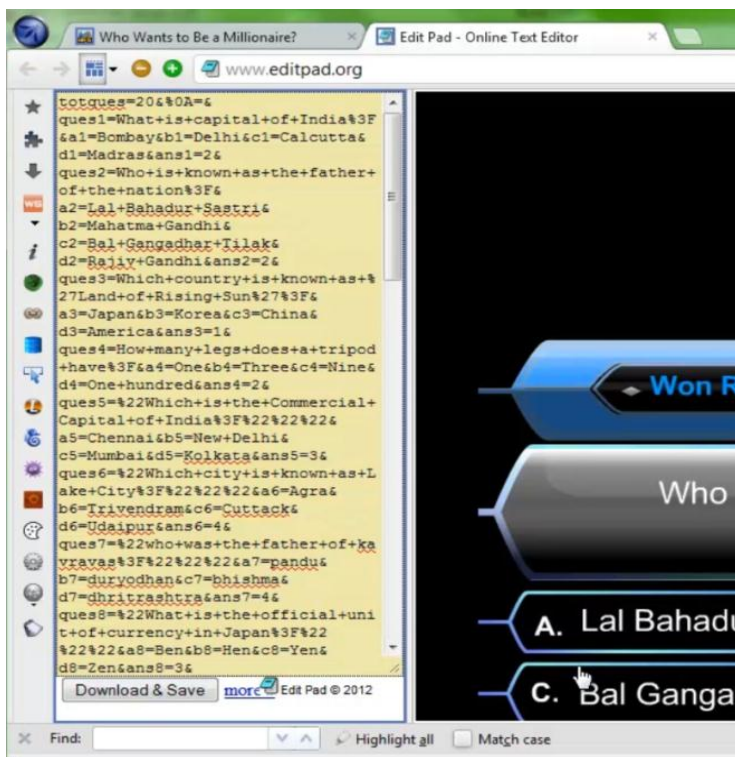 Who Wants to Be a Millionaire?
Edit Pad - Online Text Editor
www.editpad.org
totques=20&%0A=&
ques1=What+is+capital+of+India%3F
&a1=Bombay&b1=Delhi&c1=Calcutta&
d1=Madras&ans1=2&
ques2=Who+is+known+as+the+father+
of+the+nation%3F&
a2=Lal+Bahadur+Sastri&
b2=Mahatma+Gandhi&
c2=Bal+Gangadhar+Tilak&
d2=Rajiv+Gandhi&ans2=2&
ques3=Which+country+is+known+as+%
27Land+of+Rising+Sun%27%3F&
a3=Japan&b3=Korea&c3=China&
d3=America&ans3=1&
ques4=How+many+legs+does+a+tripod
+have%3F&a4=One&b4=Three&c4=Nine&
d4=One+hundred&ans4=2&
ques5=%22Which+is+the+Commercial+
Capital+of+India%3F%22%22%22&
a5=Chennai&b5=New+Delhi&
c5=Mumbai&d5=Kolkata&ans5=3&
ques6=%22Which+city+is+known+as+L
ake+City%3F%22%22%22&a6=Agra&
b6=Trivendram&c6=Cuttack&
d6=Udaipur&ans6=4&
ques7=%22who+was+the+father+of+ka
vravas%3F%22%22%22&a7=pandu&
b7=duryodhan&c7=bhishma&
d7=dhritrashtra&ans7=4&
ques8=%22What+is+the+official+uni
t+of+currency+in+Japan%3F%22
%22%22&a8=Ben&b8=Hen&c8=Yen&
d8=Zen&ans8=3&
Download & Save more Edit Pad © 2012
Won R
Who
A. Lal Bahadu
C. Bal Ganga
Find: Highlight all Match case